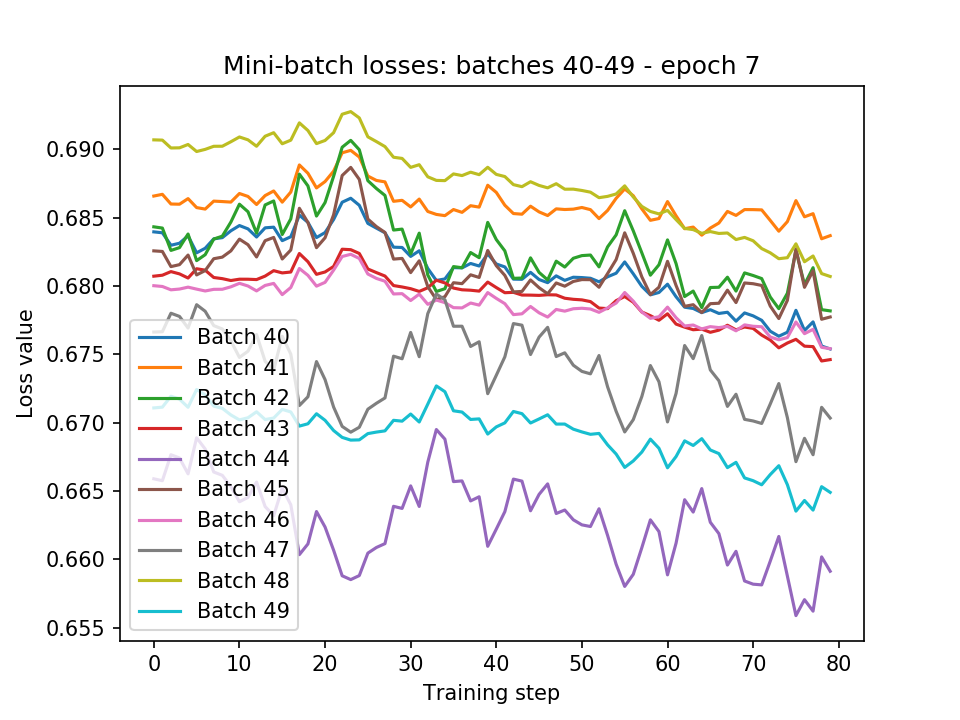 Mini-batch losses: batches 40-49 - epoch 7
0.690
0.685
0.680
0.675
0.670
0.665
0.660
0.655
Loss value
Batch 40
Batch 41
Batch 42
Batch 43
Batch 44
Batch 45
Batch 46
Batch 47
Batch 48
Batch 49
0 10 20 30 40 50 60 70 80
Training step